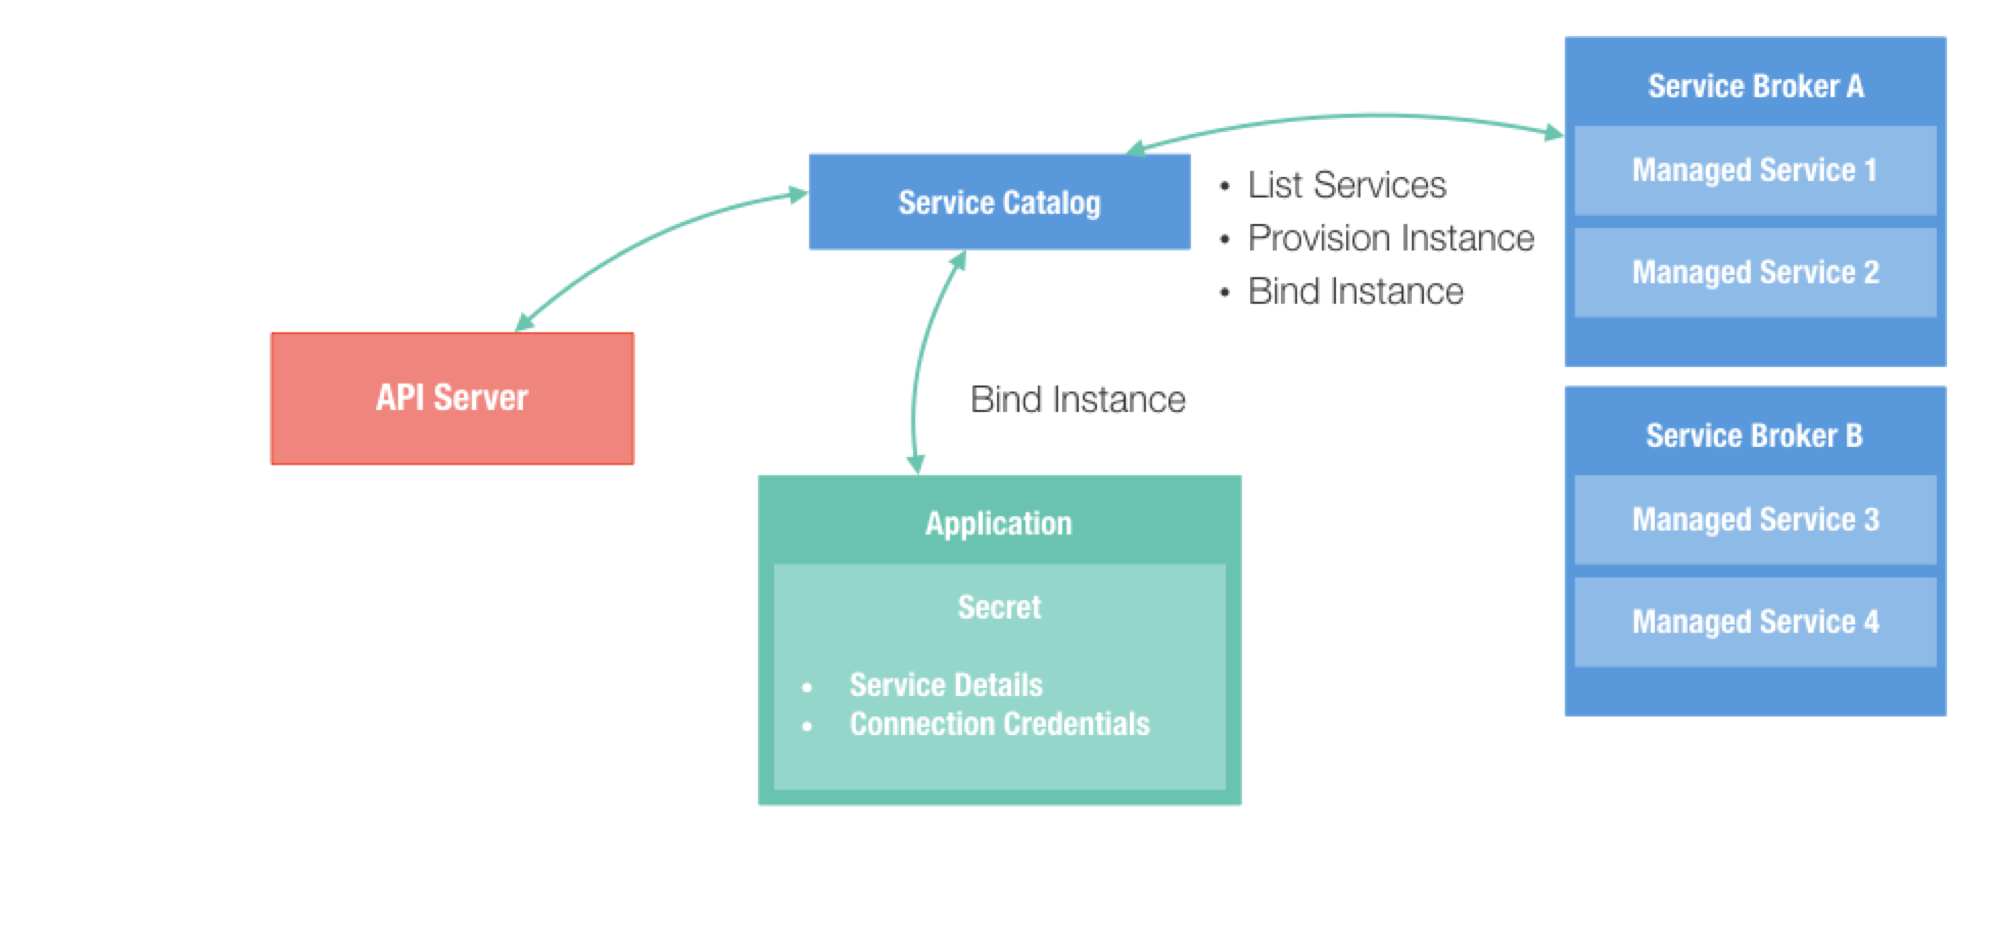 Service Broker A
Managed Service 1
Managed Service 2
Service Catalog
• List Services
• Provision Instance
• Bind Instance
API Server
Bind Instance
Service Broker B
Managed Service 3
Managed Service 4
Application
Secret
• Service Details
• Connection Credentials